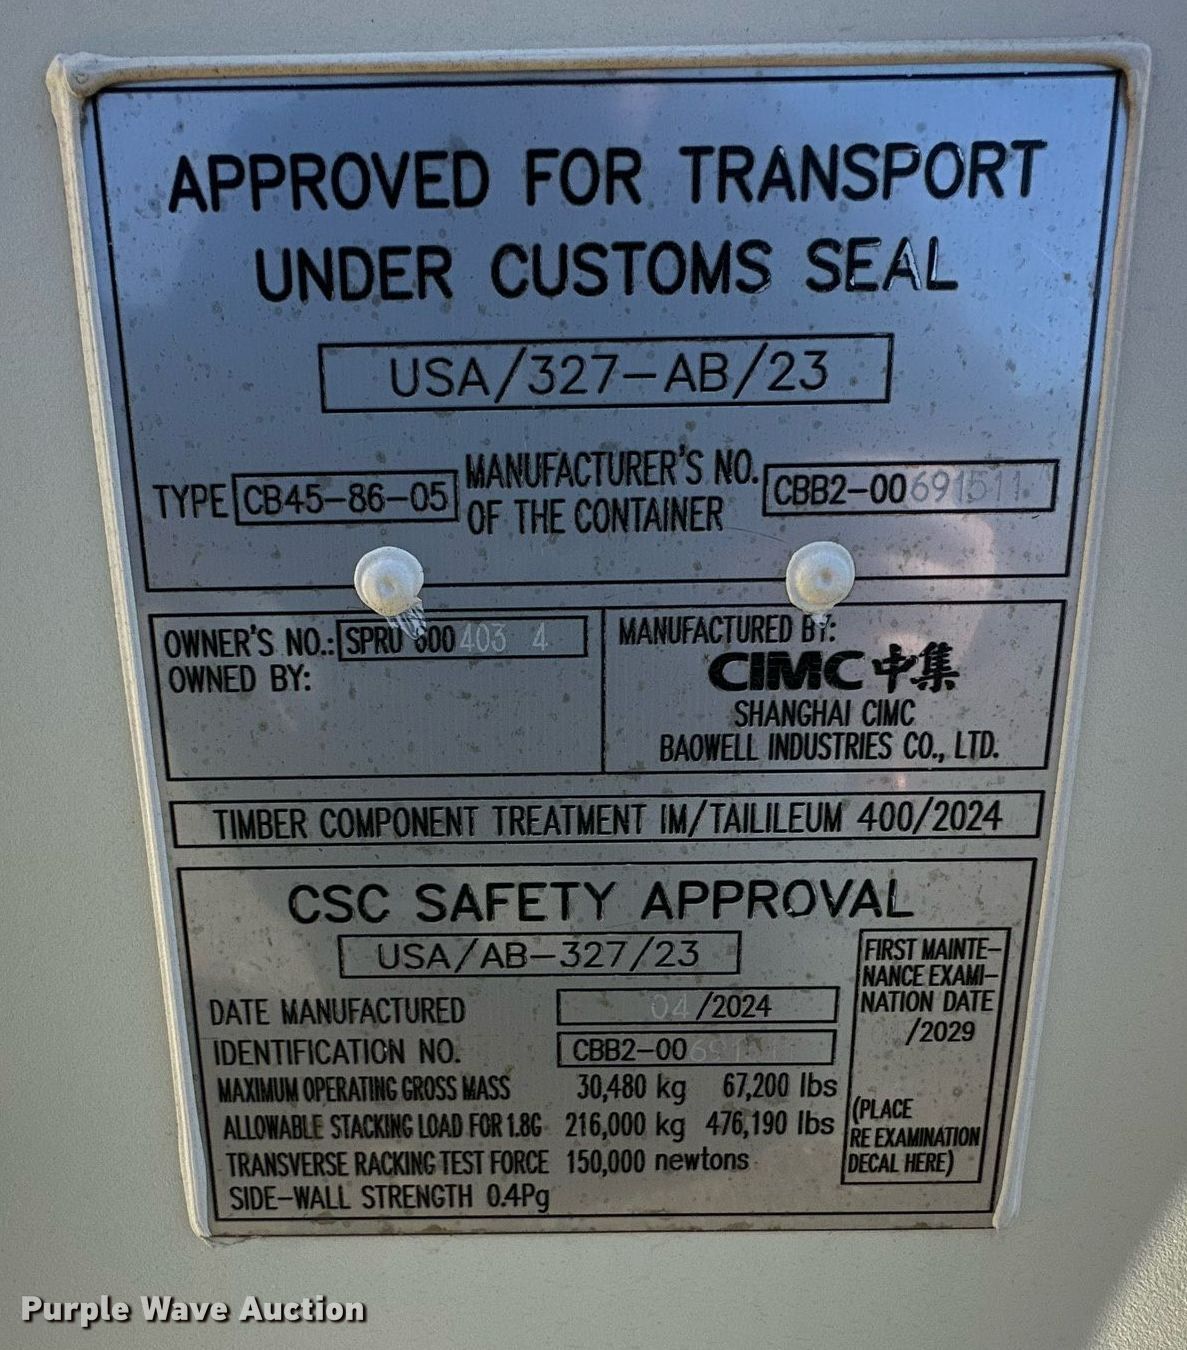 APPROVED FOR TRANSPORT
UNDER CUSTOMS SEAL
USA/327-AB/23
TYPE CB45-86-05 MANUFACTURER'S NO. OF THE CONTAINER CBB2-00691511
OWNER'S NO.: SPRU 600403 4
OWNED BY:
MANUFACTURED BY:
CIMC 中集
SHANGHAI CIMC
BAOWELL INDUSTRIES CO., LTD.
TIMBER COMPONENT TREATMENT IM/TAILILEUM 400/2024
CSC SAFETY APPROVAL
USA/AB-327/23
DATE MANUFACTURED 04/2024
IDENTIFICATION NO. CBB2-00
MAXIMUM OPERATING GROSS MASS 30,480 kg 67,200 lbs
ALLOWABLE STACKING LOAD FOR 1.8G 216,000 kg 476,190 lbs
TRANSVERSE RACKING TEST FORCE 150,000 newtons
SIDE-WALL STRENGTH 0.4Pg
FIRST MAINTE-
NANCE EXAMI-
NATION DATE
/2029
(PLACE
RE EXAMINATION
DECAL HERE)
Purple Wave Auction